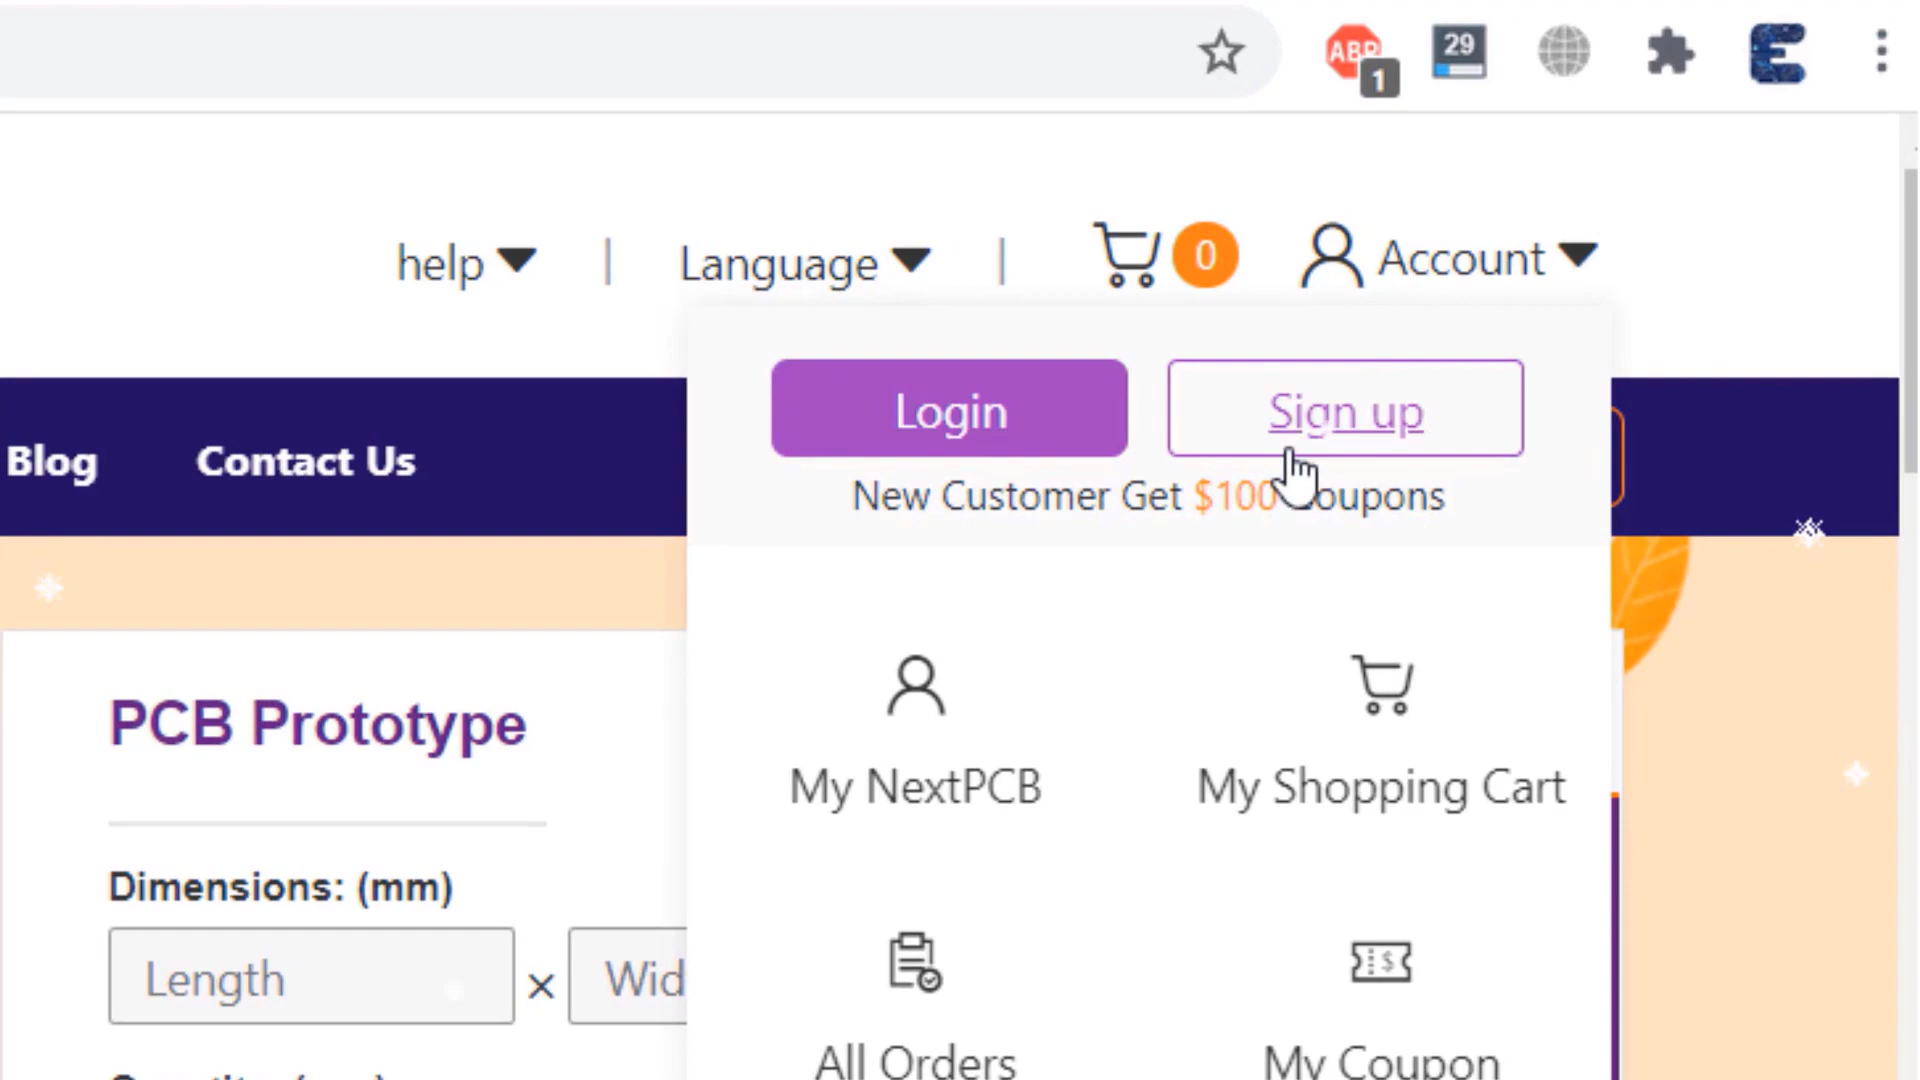 ABP
1
29
help
Language
0
Account
Login
Sign up
New Customer Get $100 Coupons
Blog
Contact Us
PCB Prototype
My NextPCB
My Shopping Cart
Dimensions: (mm)
Length
×
Wid
All Orders
My Coupon